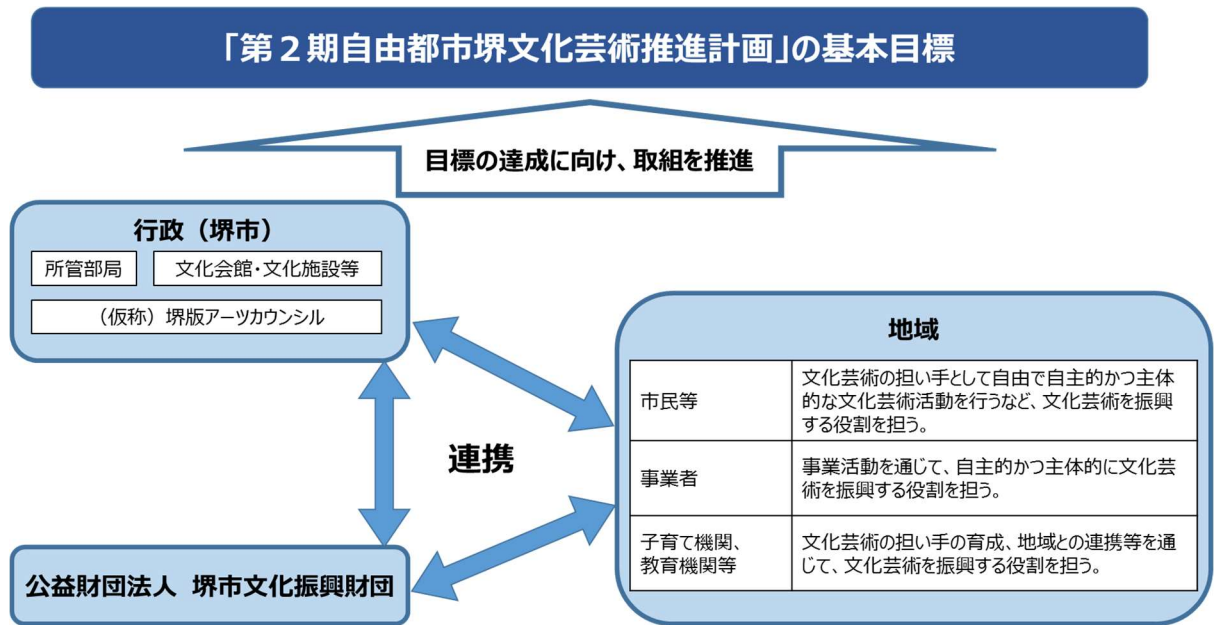 「第２期自由都市堺文化芸術推進計画」の基本目標
目標の達成に向け、取組を推進
行政（堺市）
所管部局
文化会館・文化施設等
（仮称）堺版アーツカウンシル
連携
公益財団法人 堺市文化振興財団
地域
市民等
文化芸術の担い手として自由で自主的かつ主体
的な文化芸術活動を行うなど、文化芸術を振興
する役割を担う。
事業者
事業活動を通じて、自主的かつ主体的に文化芸
術を振興する役割を担う。
子育て機関、
教育機関等
文化芸術の担い手の育成、地域との連携等を通
じて、文化芸術を振興する役割を担う。